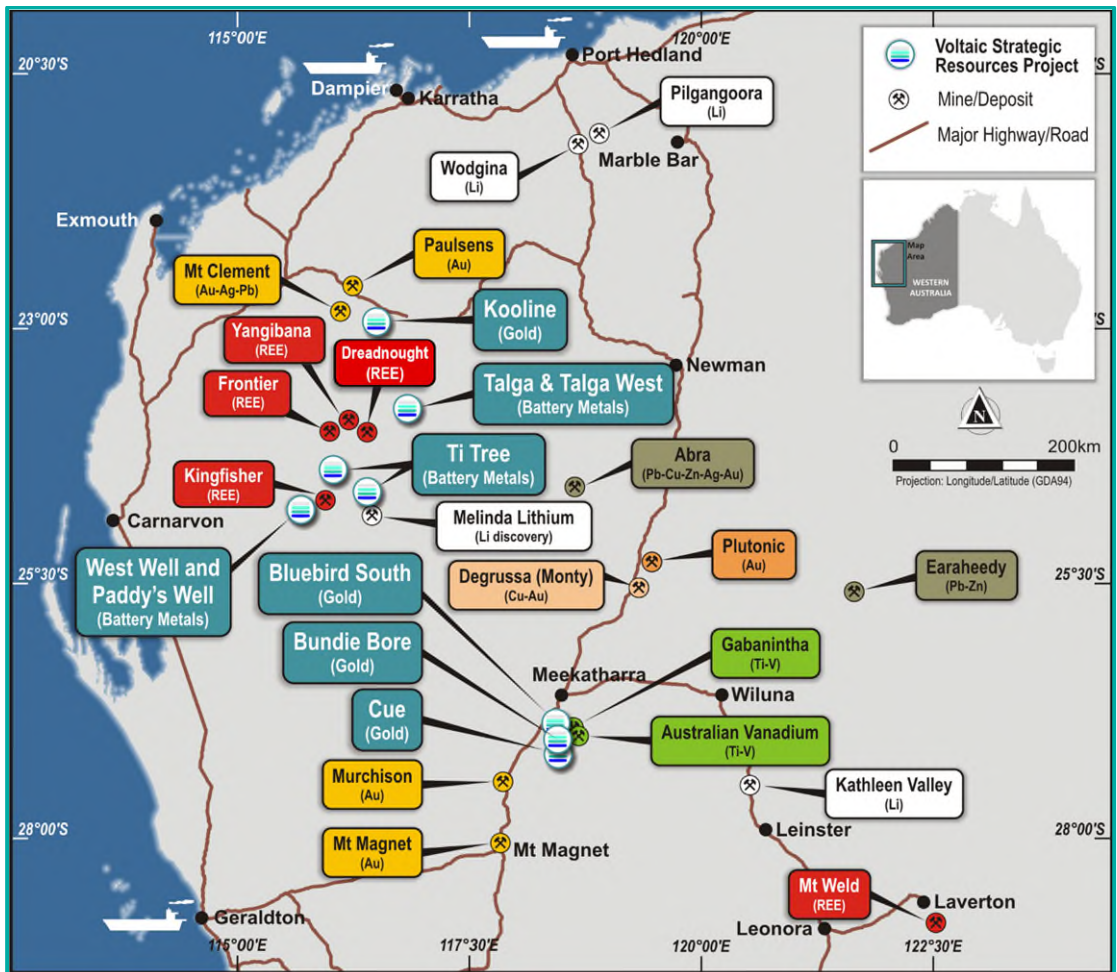 115°00'E
120°00'E
20°30'S
20°30'S
Port Hedland
Dampier
Karratha
Pilgangoora
(Li)
Wodgina
(Li)
Marble Bar
Voltaic Strategic
Resources Project
Mine/Deposit
Major Highway/Road
Map
Area
WESTERN
AUSTRALIA
Exmouth
Paulsens
(Au)
Mt Clement
(Au-Ag-Pb)
Kooline
(Gold)
23°00'S
23°00'S
Yangibana
(REE)
Dreadnought
(REE)
Newman
Frontier
(REE)
Talga & Talga West
(Battery Metals)
N
0
200km
Projection: Longitude/Latitude (GDA94)
Ti Tree
(Battery Metals)
Abra
(Pb-Cu-Zn-Ag-Au)
Kingfisher
(REE)
Carnarvon
Melinda Lithium
(Li discovery)
West Well and
Paddy's Well
(Battery Metals)
Bluebird South
(Gold)
Degrussa (Monty)
(Cu-Au)
Plutonic
(Au)
Earaheedy
(Pb-Zn)
25°30'S
25°30'S
Bundie Bore
(Gold)
Gabanintha
(Ti-V)
Meekatharra
Wiluna
Cue
(Gold)
Australian Vanadium
(Ti-V)
Murchison
(Au)
Kathleen Valley
(Li)
28°00'S
28°00'S
Leinster
Mt Magnet
(Au)
Mt Magnet
Mt Weld
(REE)
Laverton
Geraldton
Leonora
115°00'E
117°30'E
120°00'E
122°30'E